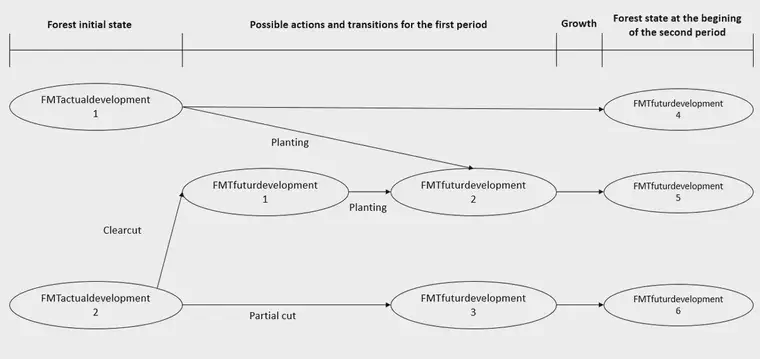 Forest initial state
Possible actions and transitions for the first period
Growth
Forest state at the begining
of the second period
FMTactualdevelopment
1
FMTfuturdevelopment
4
Planting
FMTfuturdevelopment
1
Planting
FMTfuturdevelopment
2
FMTfuturdevelopment
5
Clearcut
FMTactualdevelopment
2
Partial cut
FMTfuturdevelopment
3
FMTfuturdevelopment
6